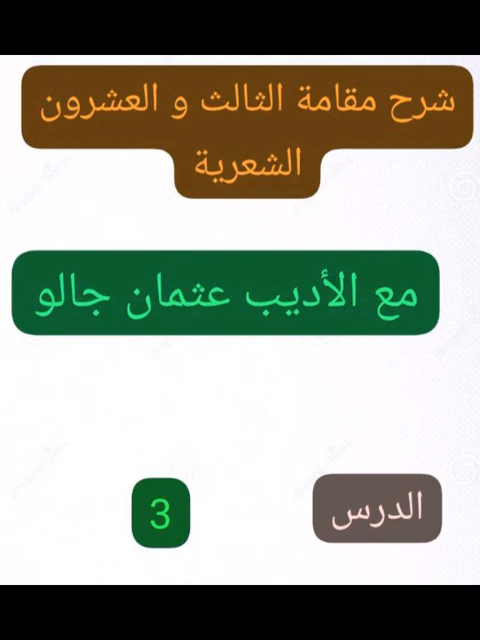 شرح مقامة الثالث و العشرون
الشعرية
مع الأديب عثمان جالو
الدرس 3